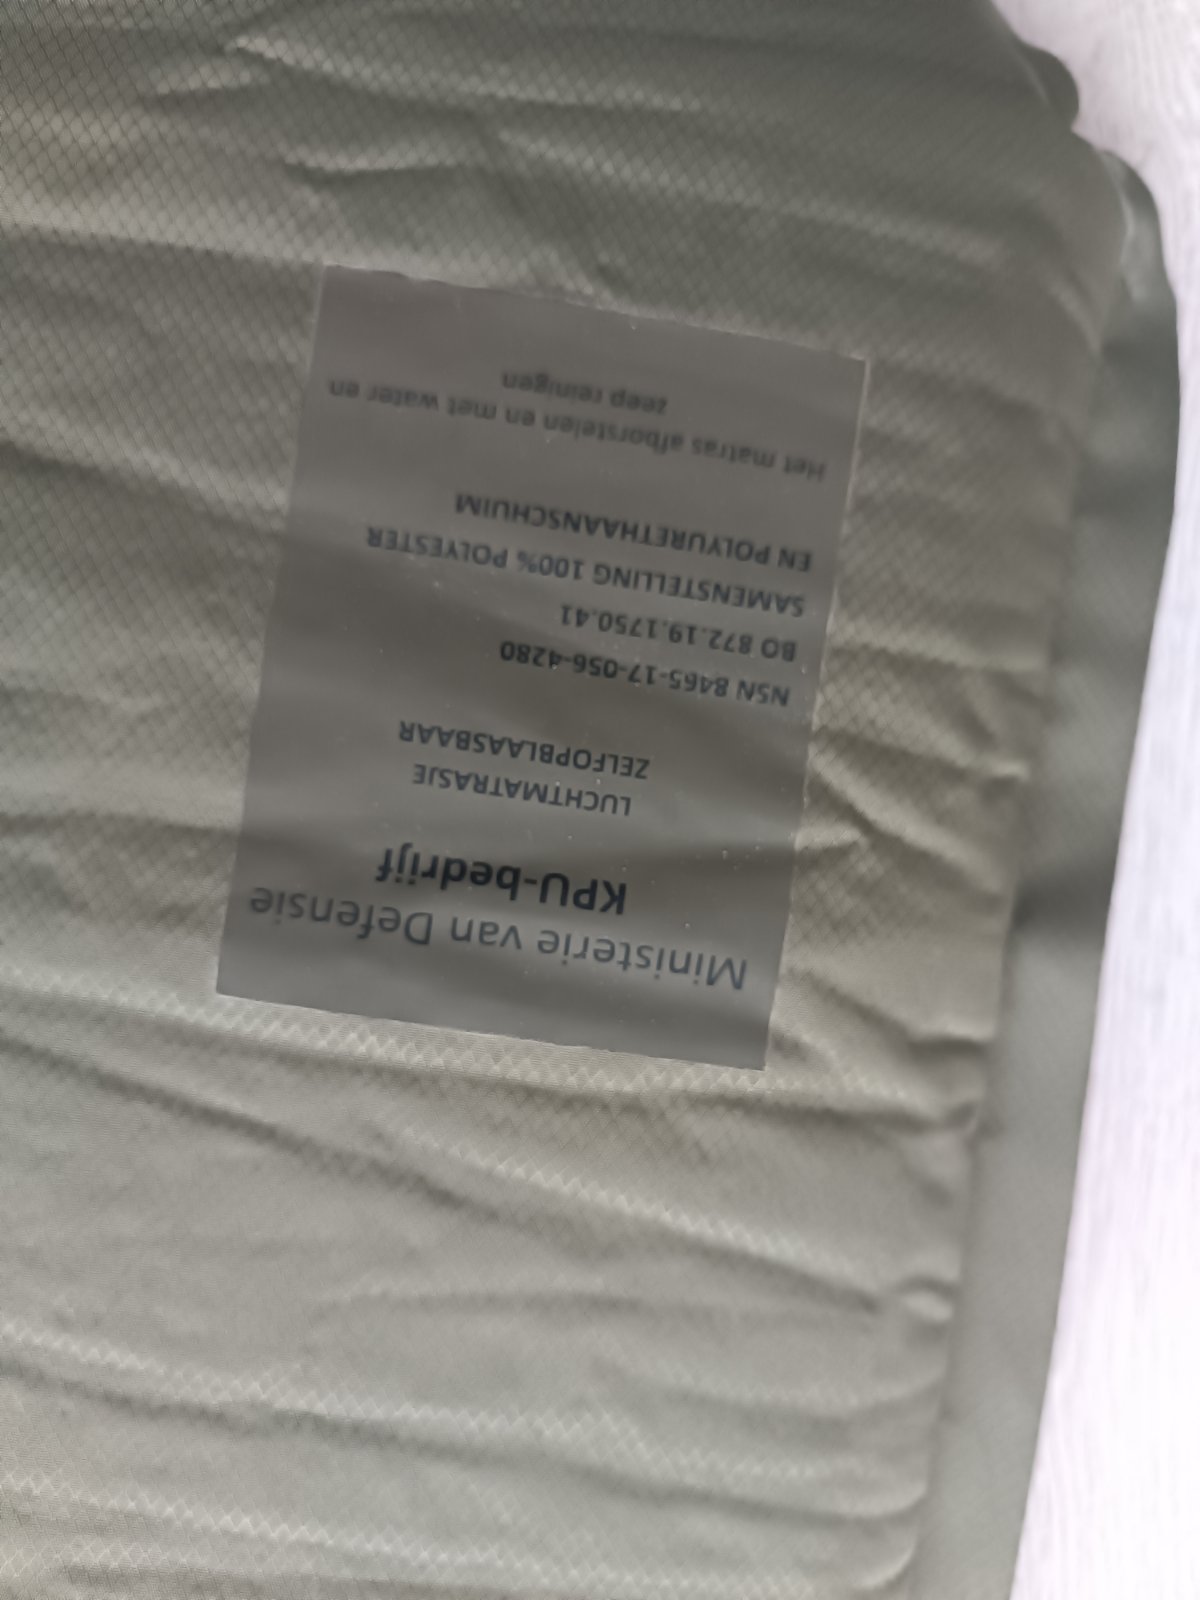 Ministerie van Defensie
KPU-bedrijf
LUCHTMATRASJE
ZELFOPBLAASBAAR
NSN 8465-17-056-4280
BO 872.19.1750.41
SAMENSTELLING 100% POLYESTER
EN POLYURETHAANSCHUIM
Het matras afborstelen en met water en
zeep reinigen